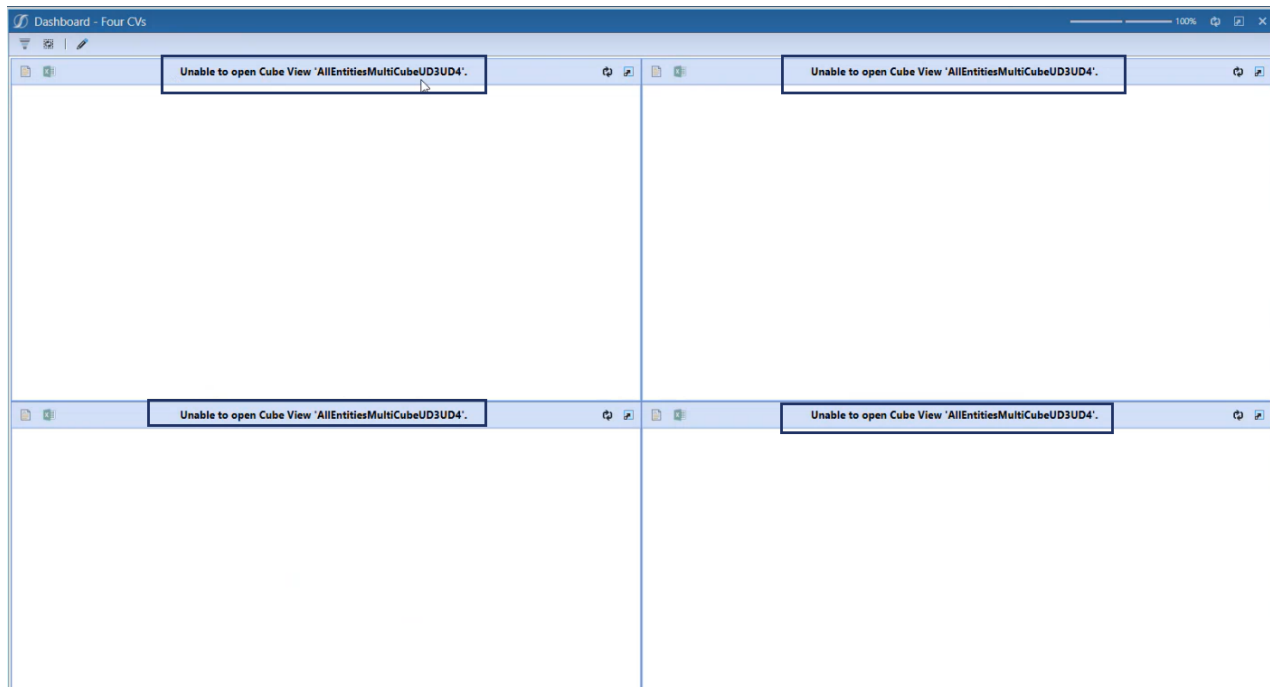 Dashboard - Four CVs
100%
Unable to open Cube View 'AllEntitiesMultiCubeUD3UD4'.
Unable to open Cube View 'AllEntitiesMultiCubeUD3UD4'.
Unable to open Cube View 'AllEntitiesMultiCubeUD3UD4'.
Unable to open Cube View 'AllEntitiesMultiCubeUD3UD4'.